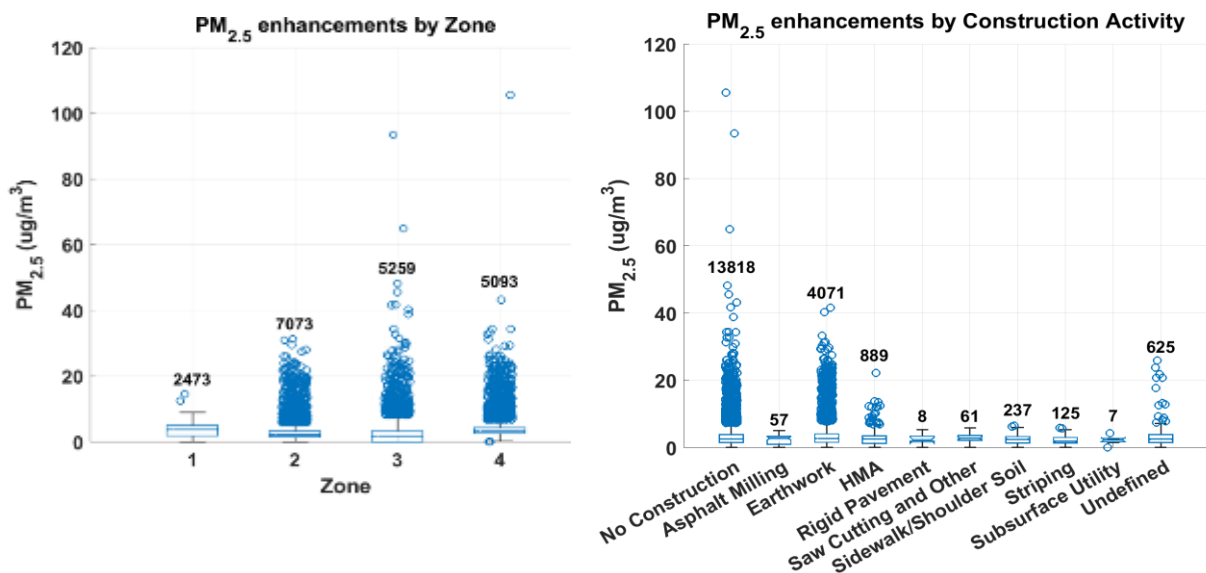 PM2.5 enhancements by Zone
120
100
80
60
40
20
0
PM2.5 (ug/m3)
2473
7073
5259
5093
1 2 3 4
Zone
PM2.5 enhancements by Construction Activity
120
100
80
60
40
20
0
PM2.5 (ug/m3)
13818
57
4071
889
8
61
237
125
7
625
No Construction
Asphalt Milling
Earthwork
HMA
Rigid Pavement
Saw Cutting and Other
Sidewalk/Shoulder Soil
Striping
Subsurface Utility
Undefined